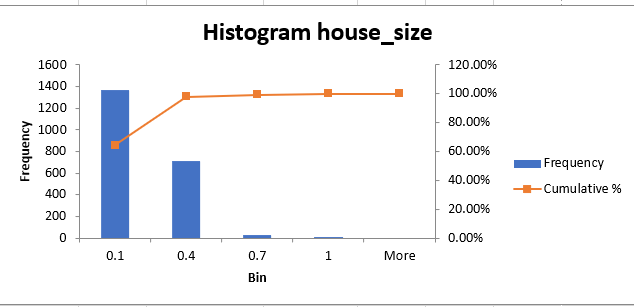 Histogram house_size
1600
1400
1200
1000
800
600
400
200
0
Frequency
120.00%
100.00%
80.00%
60.00%
40.00%
20.00%
0.00%
0.1 0.4 0.7 1 More
Bin
Frequency
Cumulative %